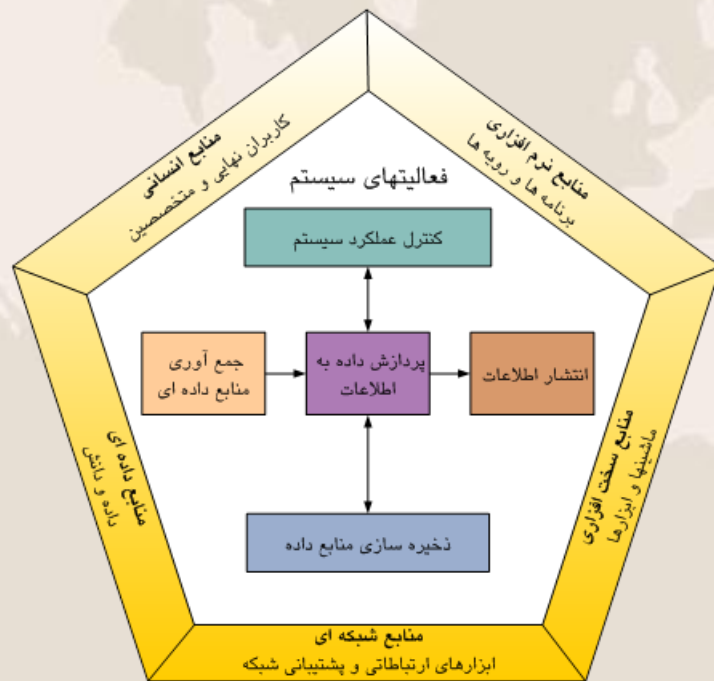 منابع انسانی
کاربران نهایی و متخصصین
منابع نرم افزاری
برنامه ها و رویه ها
فعالیتهای سیستم
کنترل عملکرد سیستم
جمع آوری
منابع داده ای
پردازش داده به
اطلاعات
انتشار اطلاعات
ذخیره سازی منابع داده
منابع داده ای
داده و دانش
منابع سخت افزاری
ماشینها و ابزارها
منابع شبکه ای
ابزارهای ارتباطاتی و پشتیبانی شبکه